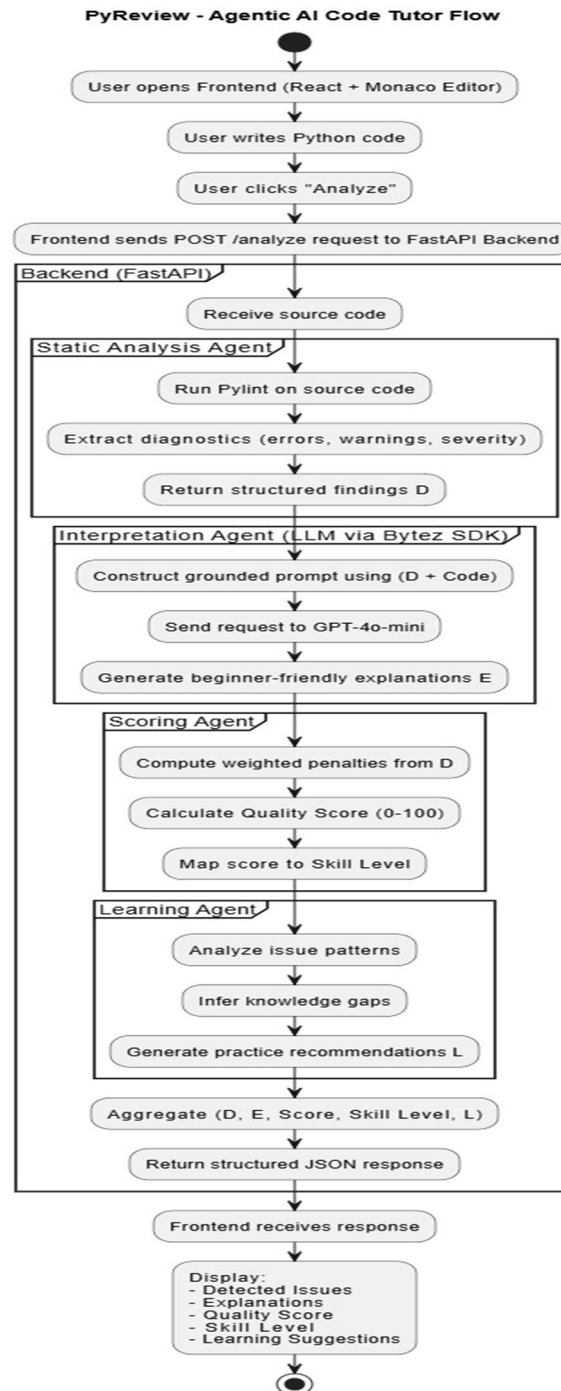 PyReview - Agentic AI Code Tutor Flow
User opens Frontend (React + Monaco Editor)
User writes Python code
User clicks "Analyze"
Frontend sends POST /analyze request to FastAPI Backend
Backend (FastAPI)
Receive source code
Static Analysis Agent
Run Pylint on source code
Extract diagnostics (errors, warnings, severity)
Return structured findings D
Interpretation Agent (LLM via Bytez SDK)
Construct grounded prompt using (D + Code)
Send request to GPT-4o-mini
Generate beginner-friendly explanations E
Scoring Agent
Compute weighted penalties from D
Calculate Quality Score (0-100)
Map score to Skill Level
Learning Agent
Analyze issue patterns
Infer knowledge gaps
Generate practice recommendations L
Aggregate (D, E, Score, Skill Level, L)
Return structured JSON response
Frontend receives response
Display:
- Detected Issues
- Explanations
- Quality Score
- Skill Level
- Learning Suggestions